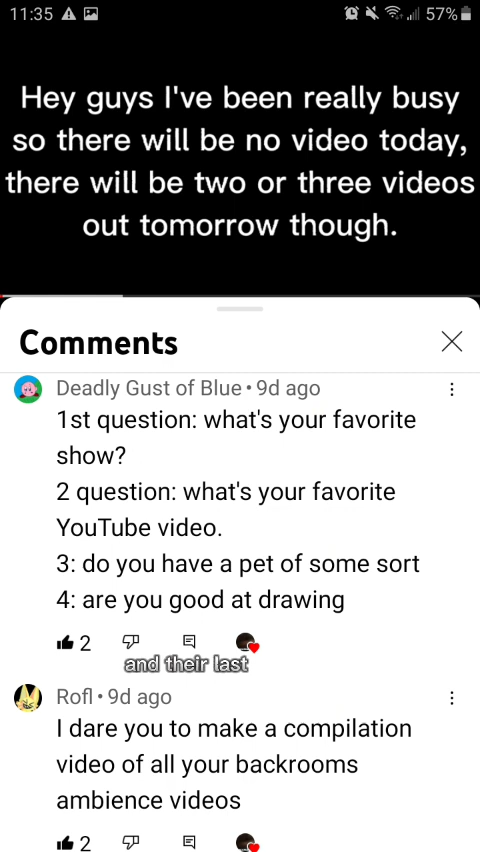 11:35
57%
Hey guys I've been really busy
so there will be no video today,
there will be two or three videos
out tomorrow though.
Comments
Deadly Gust of Blue • 9d ago
1st question: what's your favorite
show?
2 question: what's your favorite
YouTube video.
3: do you have a pet of some sort
4: are you good at drawing
2
and their last
Rofl • 9d ago
I dare you to make a compilation
video of all your backrooms
ambience videos
2